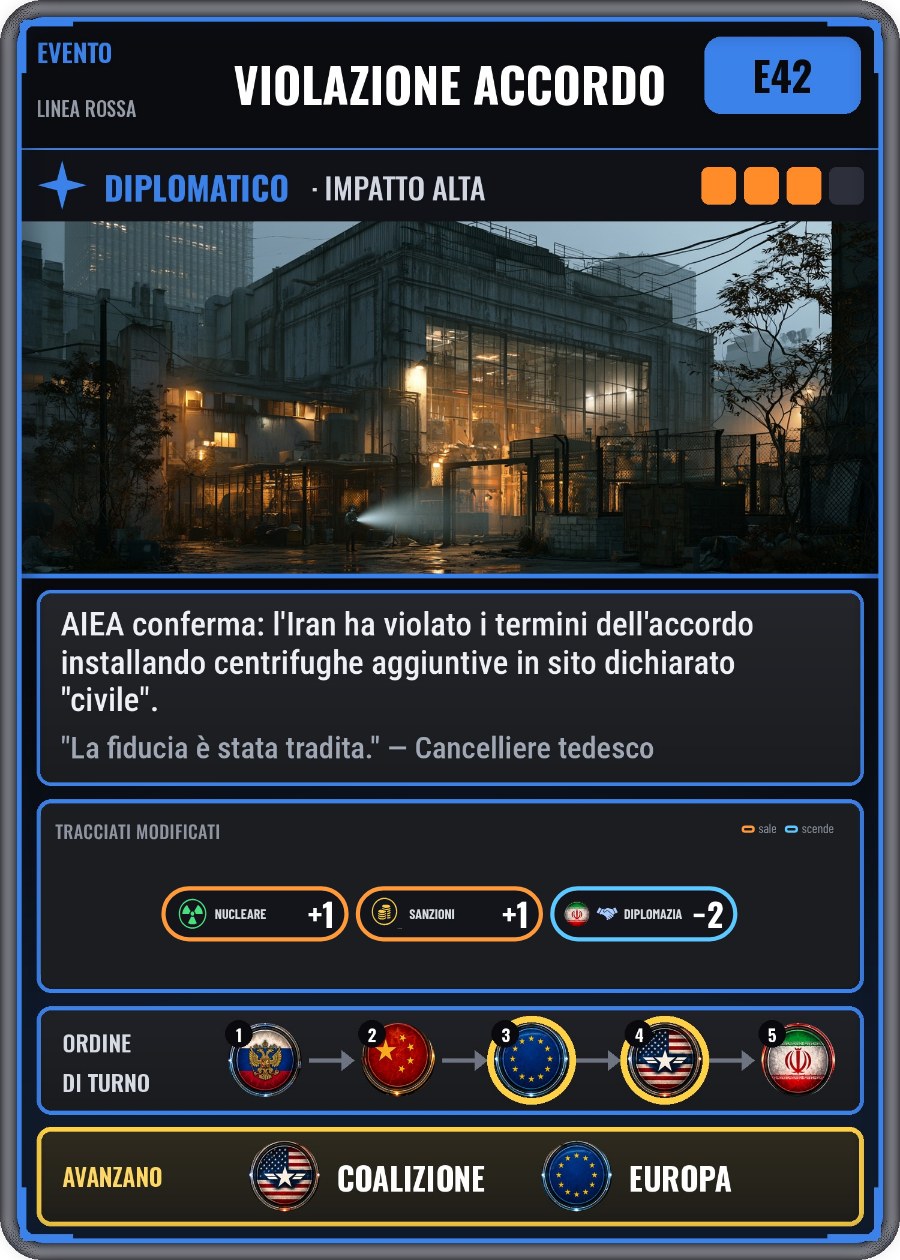 EVENTO
LINEA ROSSA
VIOLAZIONE ACCORDO
E42
DIPLOMATICO · IMPATTO ALTA
AIEA conferma: l'Iran ha violato i termini dell'accordo
installando centrifughe aggiuntive in sito dichiarato
"civile".
"La fiducia è stata tradita." — Cancelliere tedesco
TRACCIATI MODIFICATI
sale scende
NUCLEARE +1
SANZIONI +1
DIPLOMAZIA -2
ORDINE
DI TURNO
1 2 3 4 5
AVANZANO COALIZIONE EUROPA